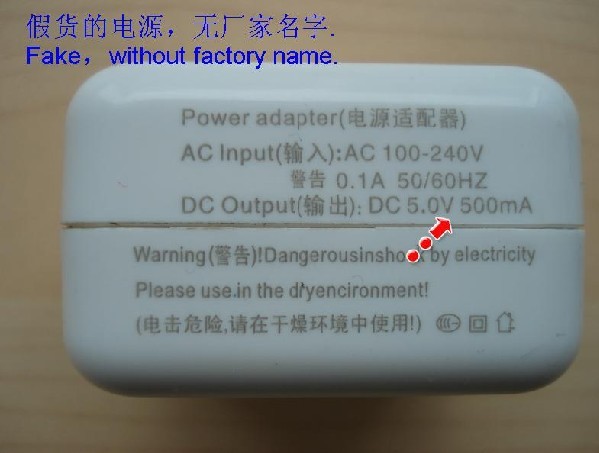 假货的电源，无厂家名字.
Fake，without factory name.
Power adapter(电源适配器)
AC Input(输入):AC 100-240V
警告 0.1A 50/60HZ
DC Output(输出): DC 5.0V 500mA
Warning(警告)!Dangerousinshock by electricity
Please use.in the dryencironment!
(电击危险,请在干燥环境中使用!)